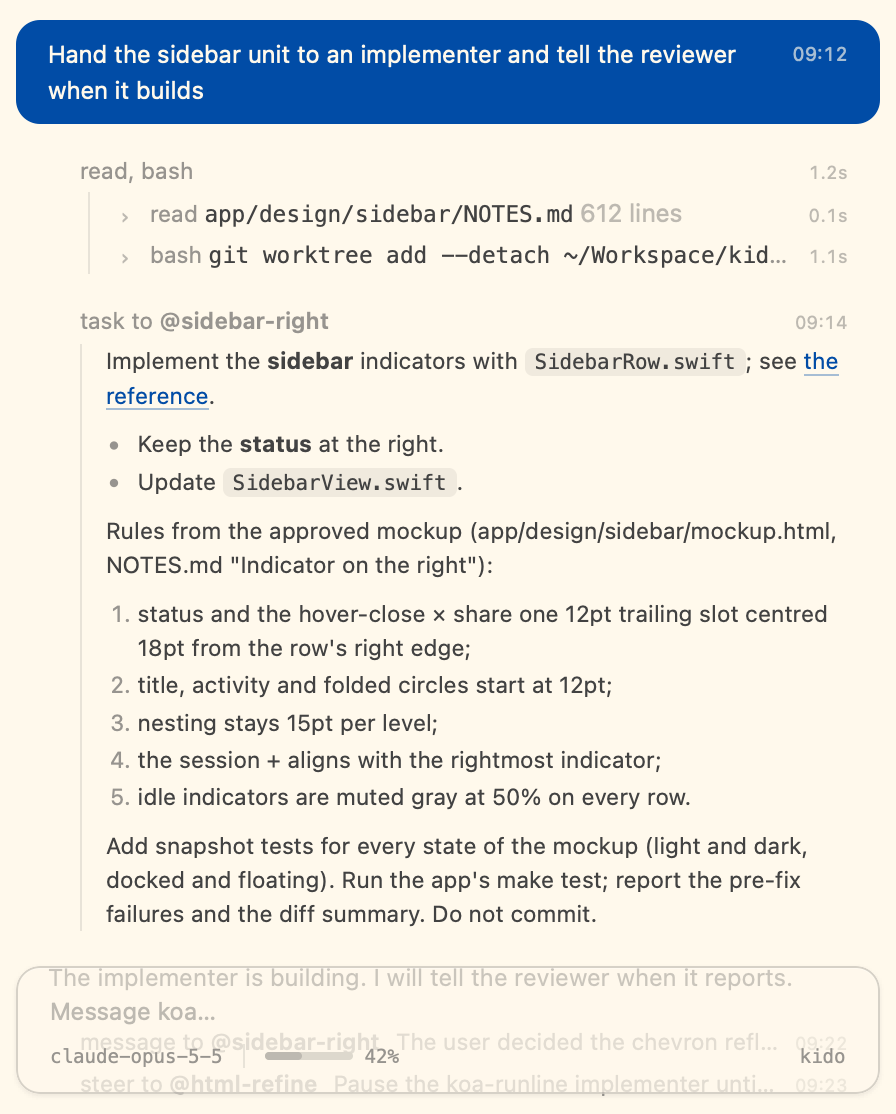 Hand the sidebar unit to an implementer and tell the reviewer 09:12
when it builds
read, bash 1.2s
› read app/design/sidebar/NOTES.md 612 lines 0.1s
› bash git worktree add --detach ~/Workspace/kid… 1.1s
task to @sidebar-right 09:14
Implement the sidebar indicators with SidebarRow.swift; see the
reference.
• Keep the status at the right.
• Update SidebarView.swift.
Rules from the approved mockup (app/design/sidebar/mockup.html,
NOTES.md "Indicator on the right"):
1. status and the hover-close × share one 12pt trailing slot centred
18pt from the row's right edge;
2. title, activity and folded circles start at 12pt;
3. nesting stays 15pt per level;
4. the session + aligns with the rightmost indicator;
5. idle indicators are muted gray at 50% on every row.
Add snapshot tests for every state of the mockup (light and dark,
docked and floating). Run the app's make test; report the pre-fix
failures and the diff summary. Do not commit.
The implementer is building. I will tell the reviewer when it reports.
Message koa...
message to @sidebar-right The user decided the chevron refl… 09:22
claude-opus-5-5 42% kido
steer to @html-refine Pause the koa-runline implementer unti… 09:23